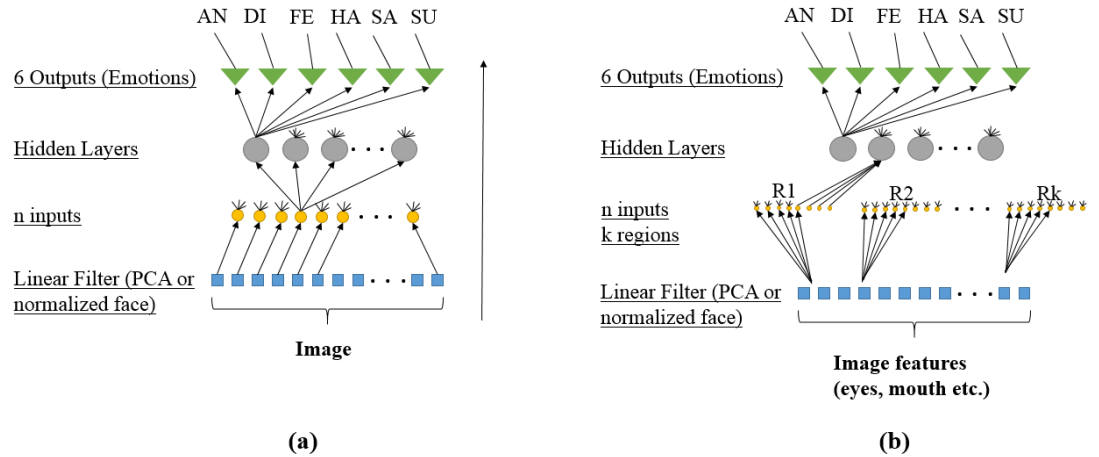 AN DI FE HA SA SU
6 Outputs (Emotions)
Hidden Layers
n inputs
Linear Filter (PCA or
normalized face)
Image
(a)
AN DI FE HA SA SU
6 Outputs (Emotions)
Hidden Layers
R1 R2 Rk
n inputs
k regions
Linear Filter (PCA or
normalized face)
Image features
(eyes, mouth etc.)
(b)